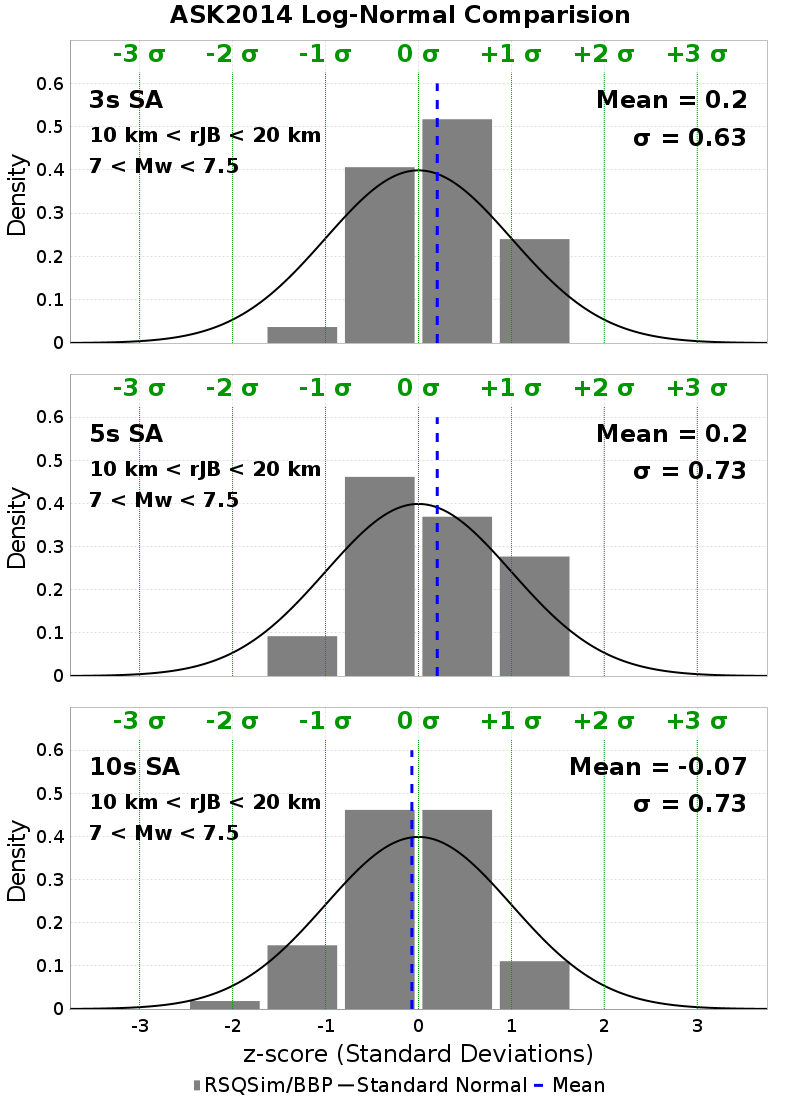 ASK2014 Log-Normal Comparision
-3 σ -2 σ -1 σ 0 σ +1 σ +2 σ +3 σ
0.6
3s SA Mean = 0.2
0.5
10 km < rJB < 20 km σ = 0.63
7 < Mw < 7.5
0.4
0.3
0.2
0.1
0
Density
-3 σ -2 σ -1 σ 0 σ +1 σ +2 σ +3 σ
0.6
5s SA Mean = 0.2
0.5
10 km < rJB < 20 km σ = 0.73
7 < Mw < 7.5
0.4
0.3
0.2
0.1
0
Density
-3 σ -2 σ -1 σ 0 σ +1 σ +2 σ +3 σ
0.6
10s SA Mean = -0.07
0.5
10 km < rJB < 20 km σ = 0.73
7 < Mw < 7.5
0.4
0.3
0.2
0.1
0
Density
-3 -2 -1 0 1 2 3
z-score (Standard Deviations)
RSQSim/BBP Standard Normal Mean